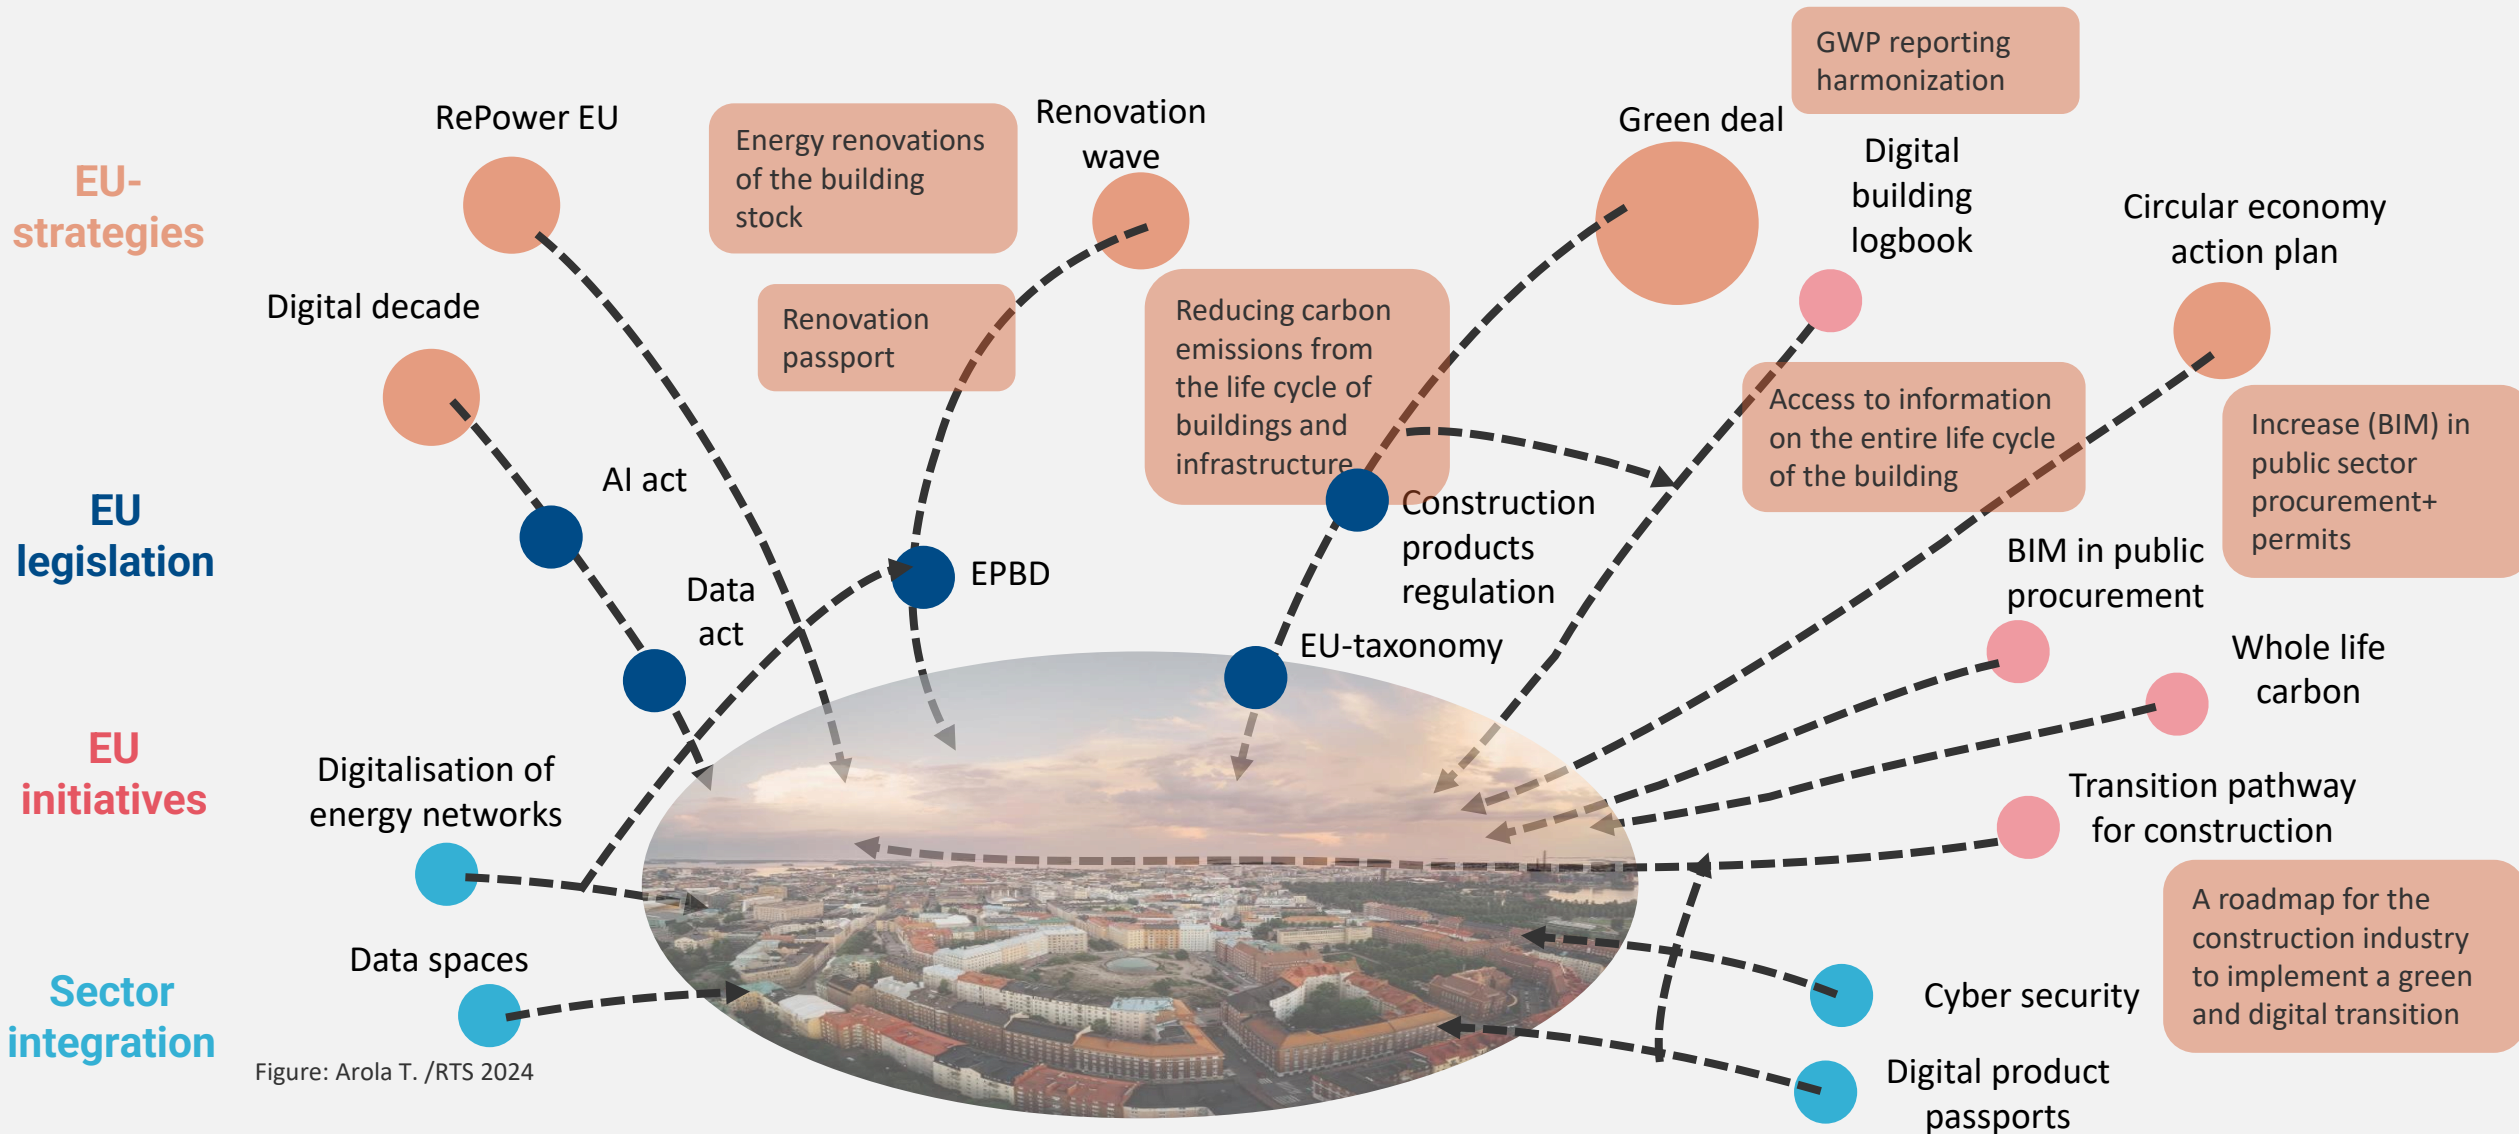 GWP reporting
harmonization
RePower EU
Energy renovations
of the building
stock
Renovation
wave
Green deal
Digital
building
logbook
EU-
strategies
Circular economy
action plan
Digital decade
Renovation
passport
Reducing carbon
emissions from
the life cycle of
buildings and
infrastructure
Access to information
on the entire life cycle
of the building
Increase (BIM) in
public sector
procurement+
permits
AI act
EU
legislation
Construction
products
regulation
BIM in public
procurement
EPBD
Data
act
EU-taxonomy
Whole life
carbon
EU
initiatives
Digitalisation of
energy networks
Transition pathway
for construction
A roadmap for the
construction industry
to implement a green
and digital transition
Data spaces
Sector
integration
Cyber security
Figure: Arola T. /RTS 2024
Digital product
passports